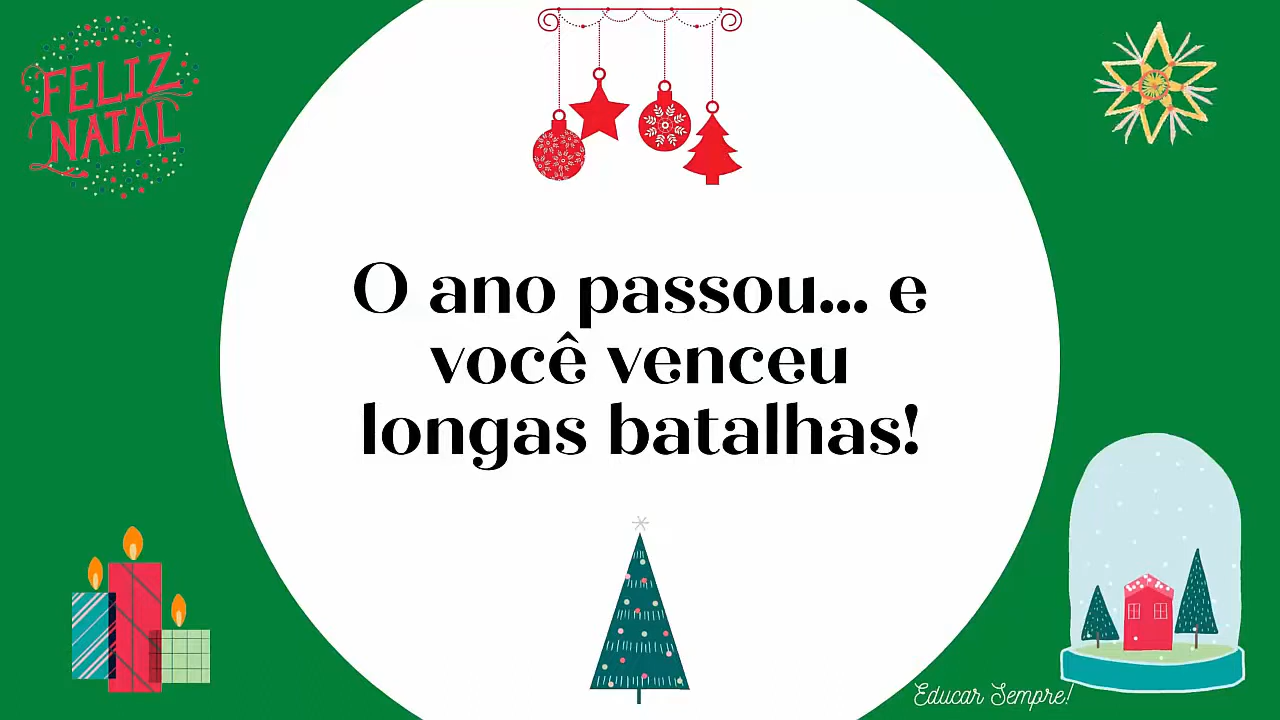 FELIZ
NATAL
O ano passou... e
você venceu
longas batalhas!
Educar Sempre!